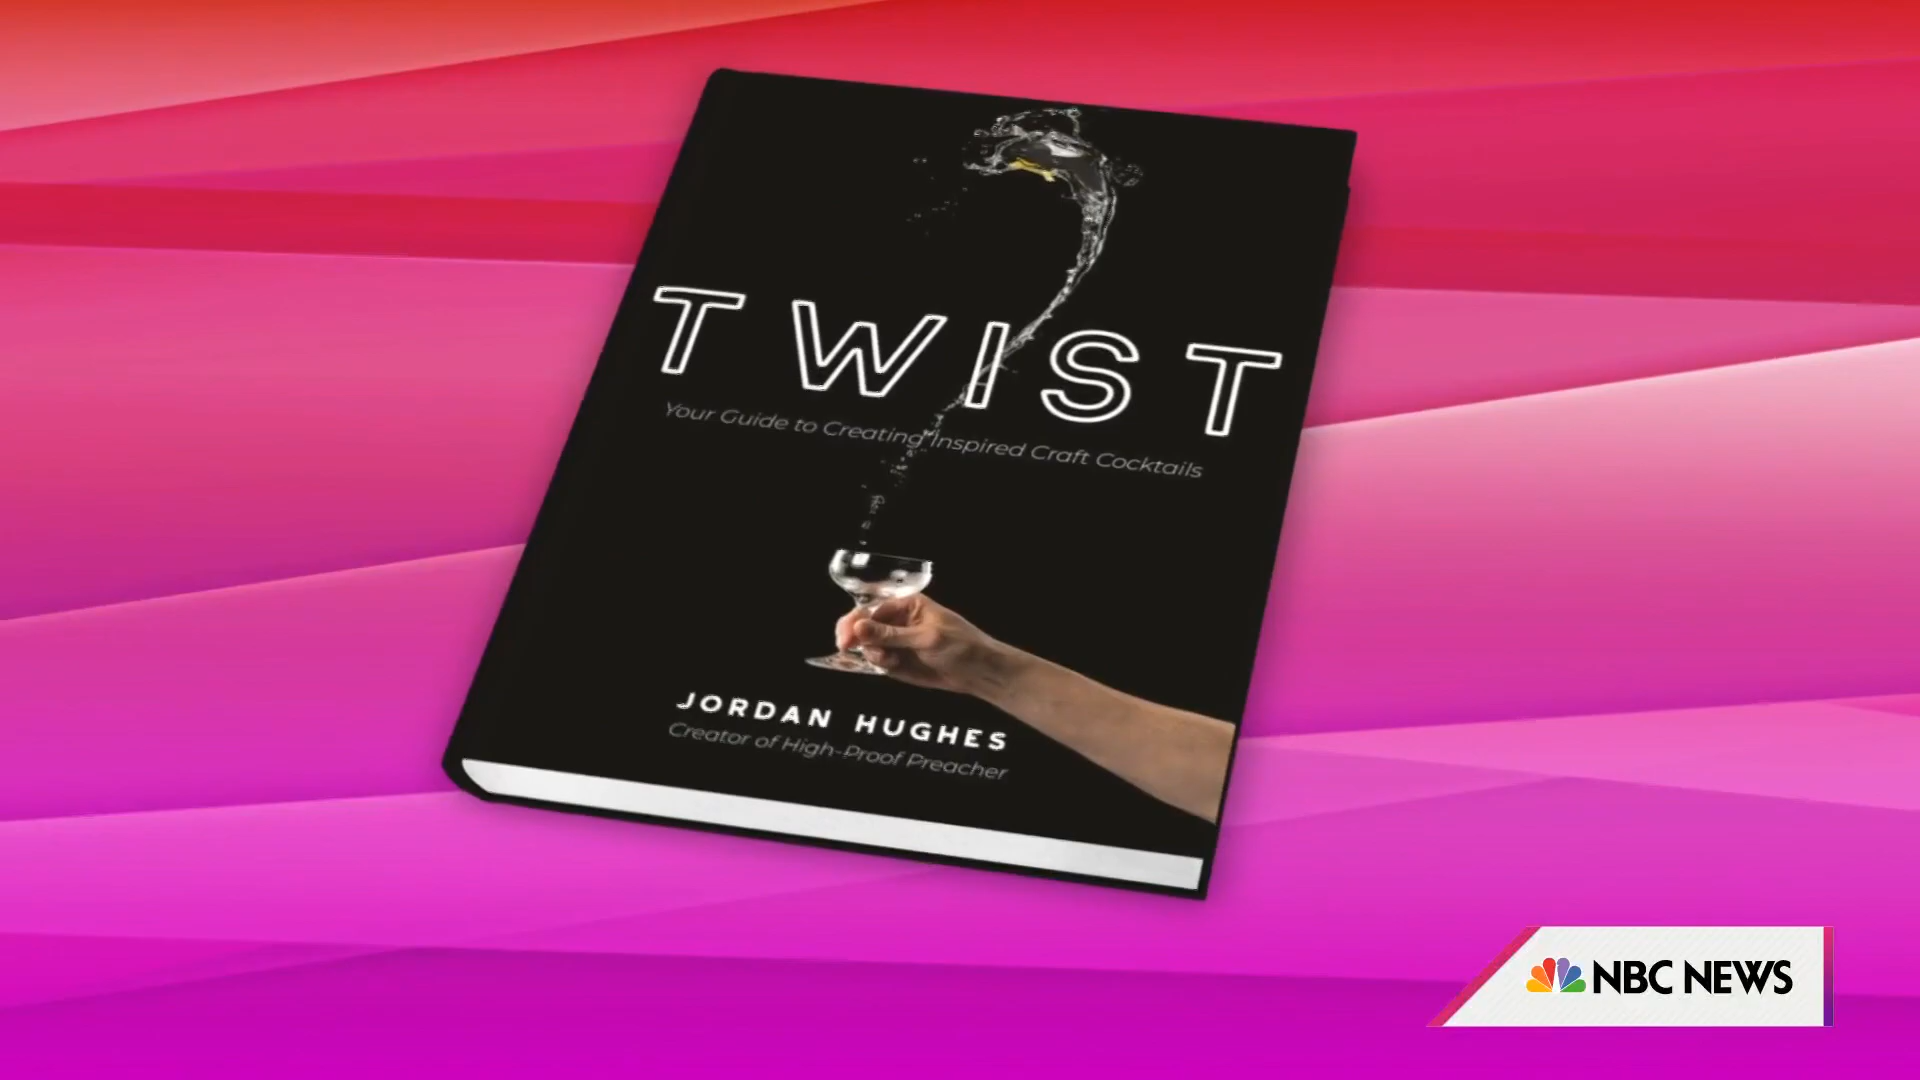 TWIST
Your Guide to Creating Inspired Craft Cocktails
JORDAN HUGHES
Creator of High-Proof Preacher
NBC NEWS